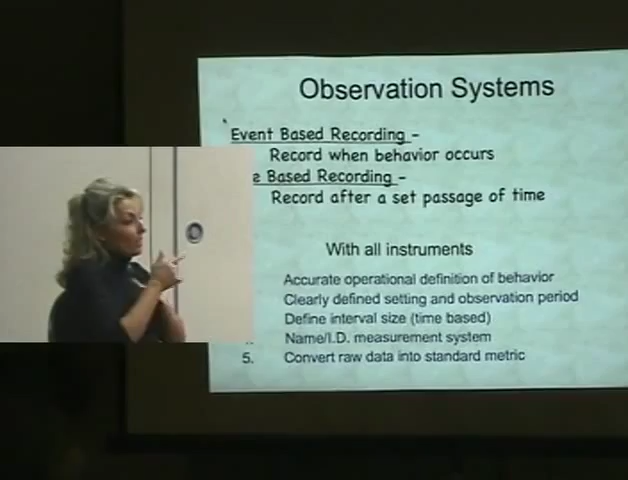 Observation Systems
Event Based Recording -
Record when behavior occurs
e Based Recording -
Record after a set passage of time
With all instruments
Accurate operational definition of behavior
Clearly defined setting and observation period
Define interval size (time based)
Name/I.D. measurement system
5. Convert raw data into standard metric